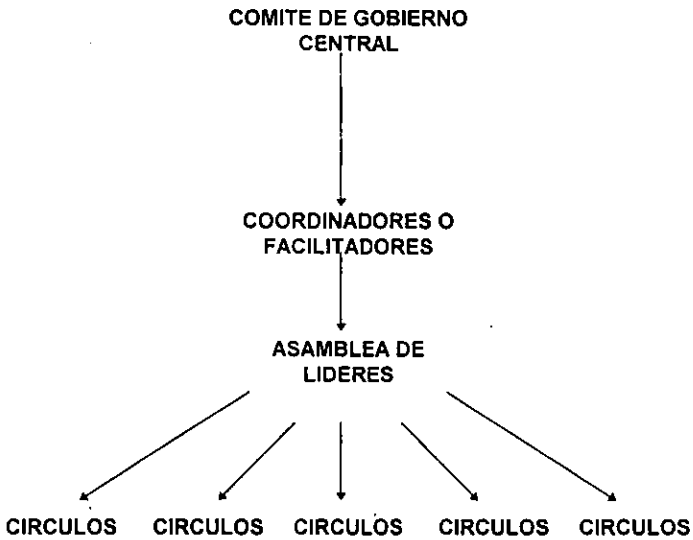 COMITE DE GOBIERNO
CENTRAL
COORDINADORES O
FACILITADORES
ASAMBLEA DE
LIDERES
CIRCULOS CIRCULOS CIRCULOS CIRCULOS CIRCULOS